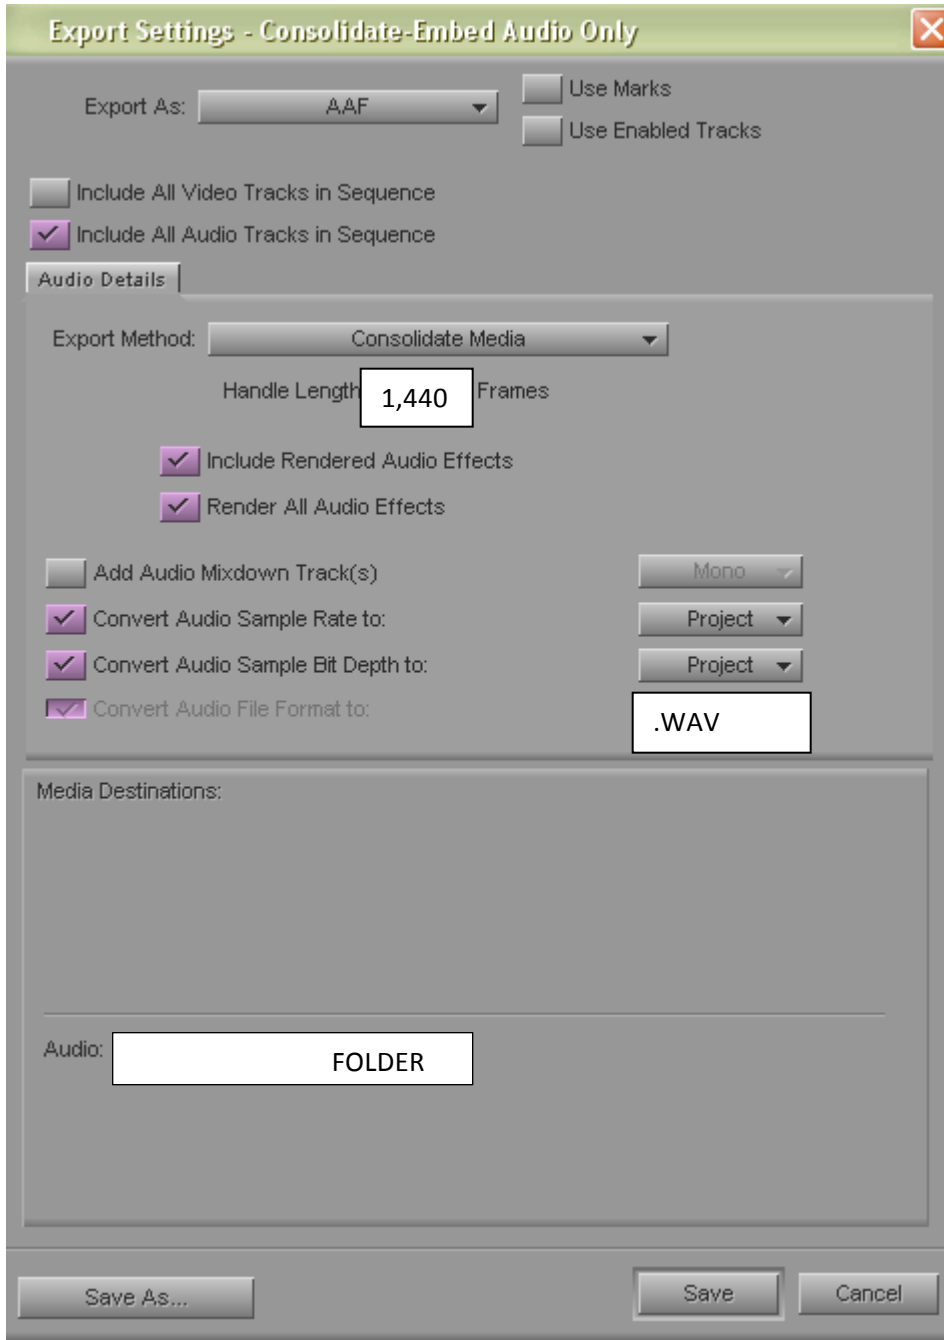 Export Settings - Consolidate-Embed Audio Only
Export As: AAF
Use Marks
Use Enabled Tracks
Include All Video Tracks in Sequence
Include All Audio Tracks in Sequence
Audio Details
Export Method: Consolidate Media
Handle Length 1,440 Frames
Include Rendered Audio Effects
Render All Audio Effects
Add Audio Mixdown Track(s) Mono
Convert Audio Sample Rate to: Project
Convert Audio Sample Bit Depth to: Project
Convert Audio File Format to: .WAV
Media Destinations:
Audio: FOLDER
Save As... Save Cancel